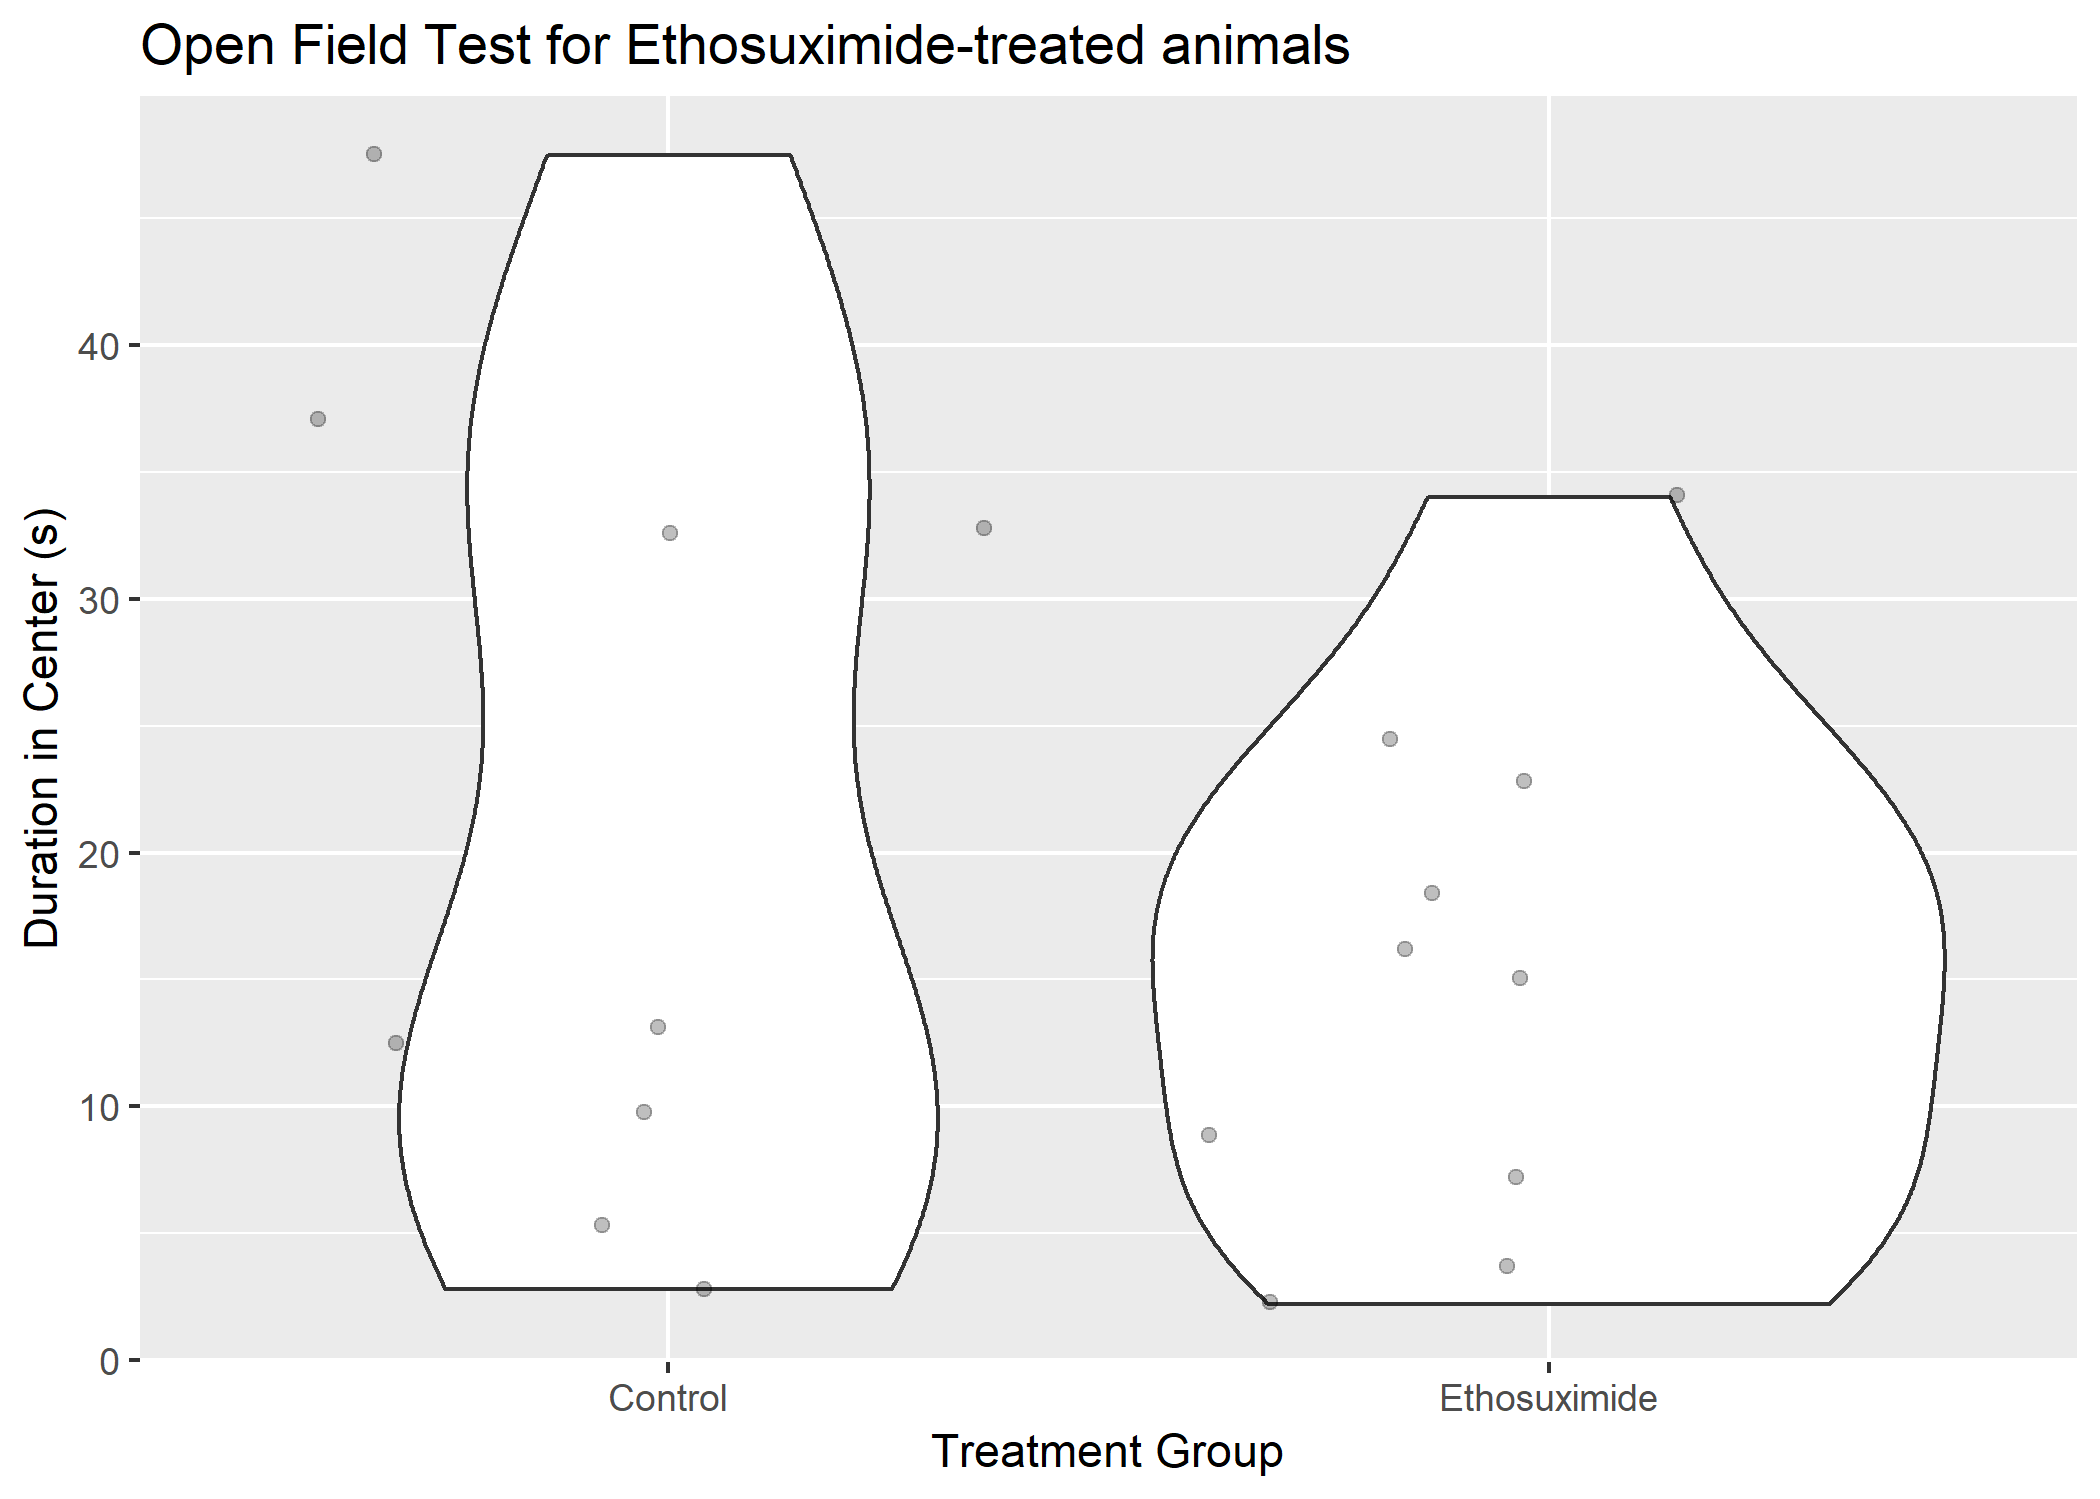 Open Field Test for Ethosuximide-treated animals
Duration in Center (s)
40
30
20
10
0
Control
Ethosuximide
Treatment Group